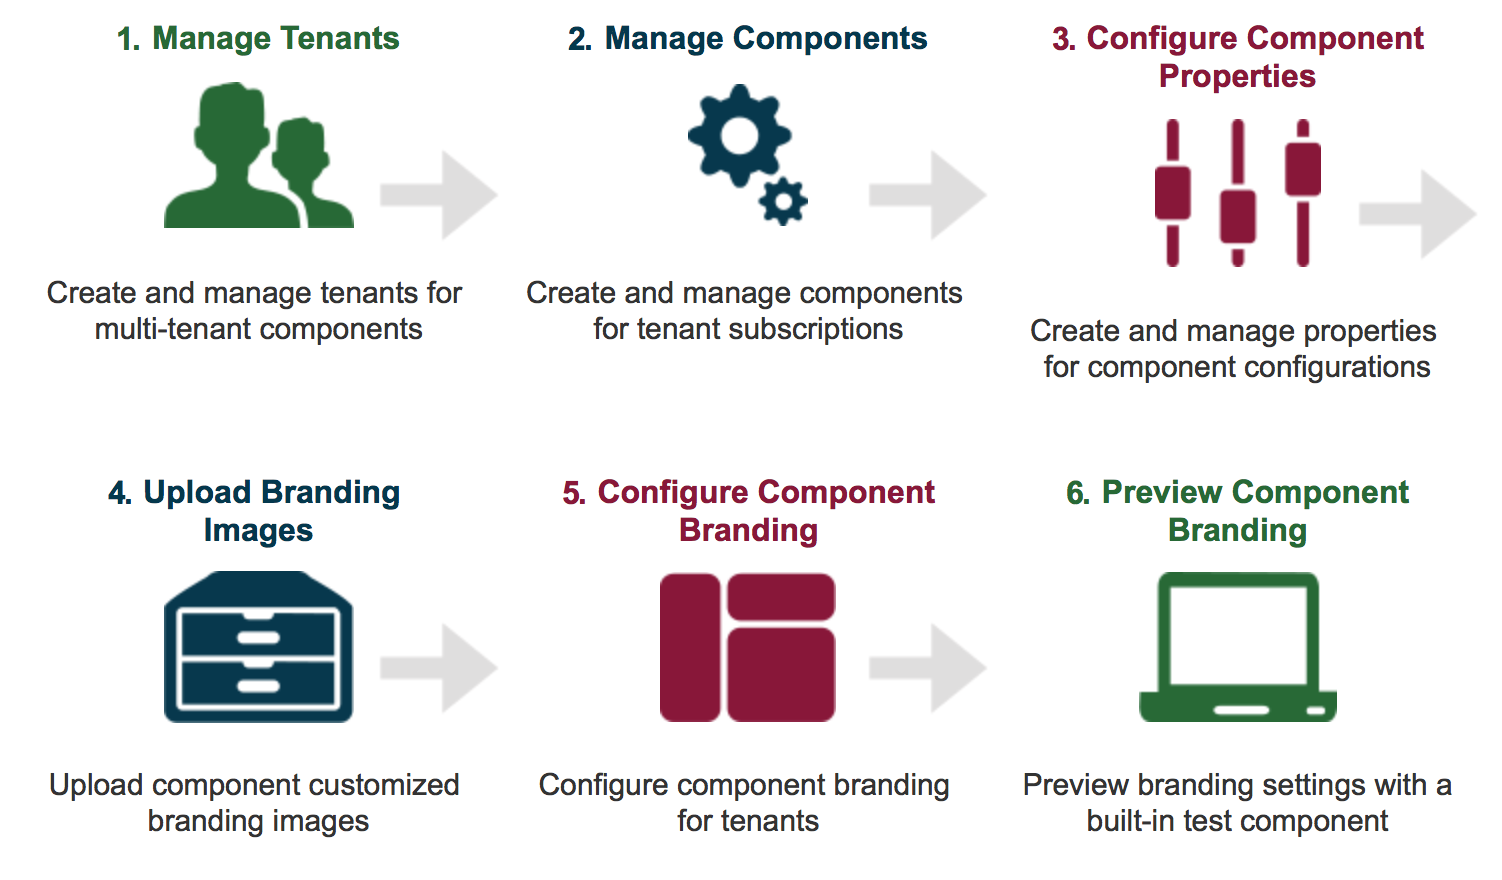 1. Manage Tenants
Create and manage tenants for
multi-tenant components
2. Manage Components
Create and manage components
for tenant subscriptions
3. Configure Component
Properties
Create and manage properties
for component configurations
4. Upload Branding
Images
Upload component customized
branding images
5. Configure Component
Branding
Configure component branding
for tenants
6. Preview Component
Branding
Preview branding settings with a
built-in test component